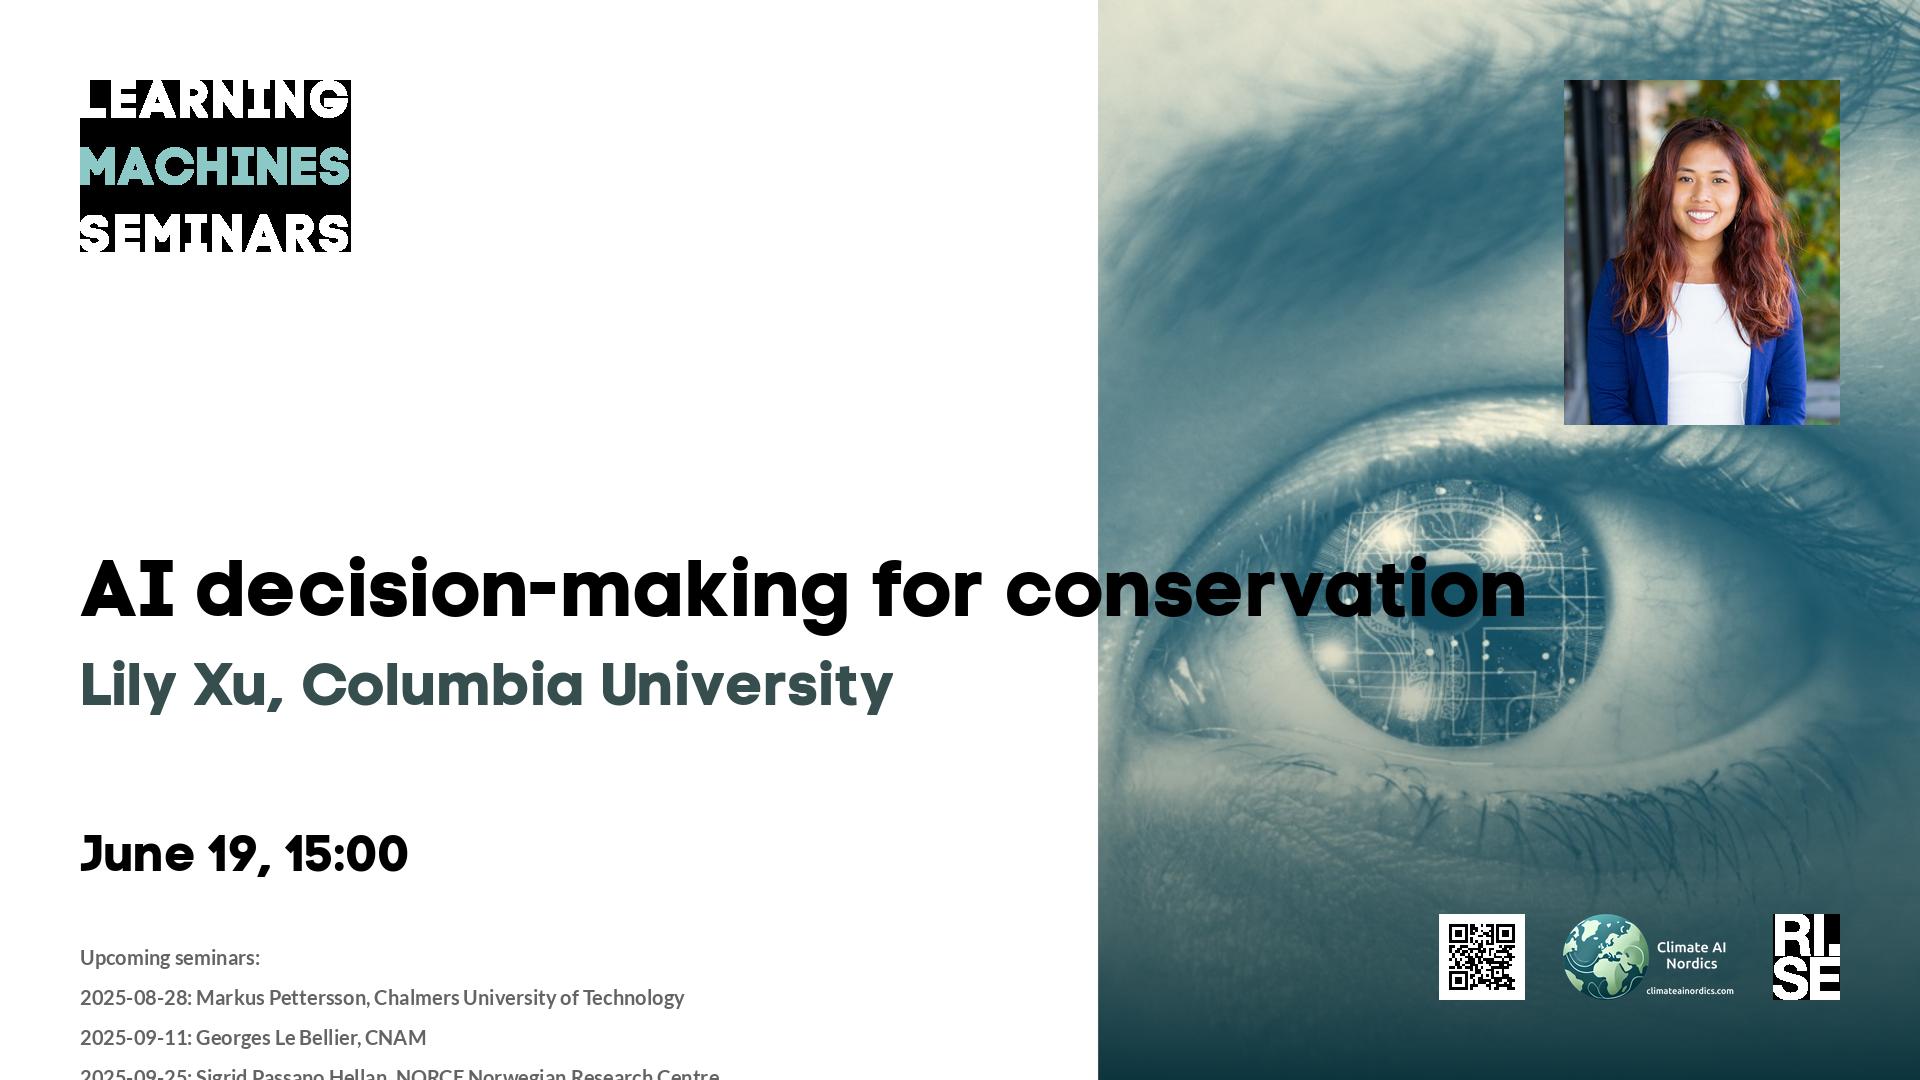 LEARNING
MACHINES
SEMINARS
AI decision-making for conservation
Lily Xu, Columbia University
June 19, 15:00
Upcoming seminars:
2025-08-28: Markus Pettersson, Chalmers University of Technology
2025-09-11: Georges Le Bellier, CNAM
2025-09-25: Sigrid Passano Hellan, NORCE Norwegian Research Centre
Climate AI
Nordics
climateainordics.com
RI.
SE